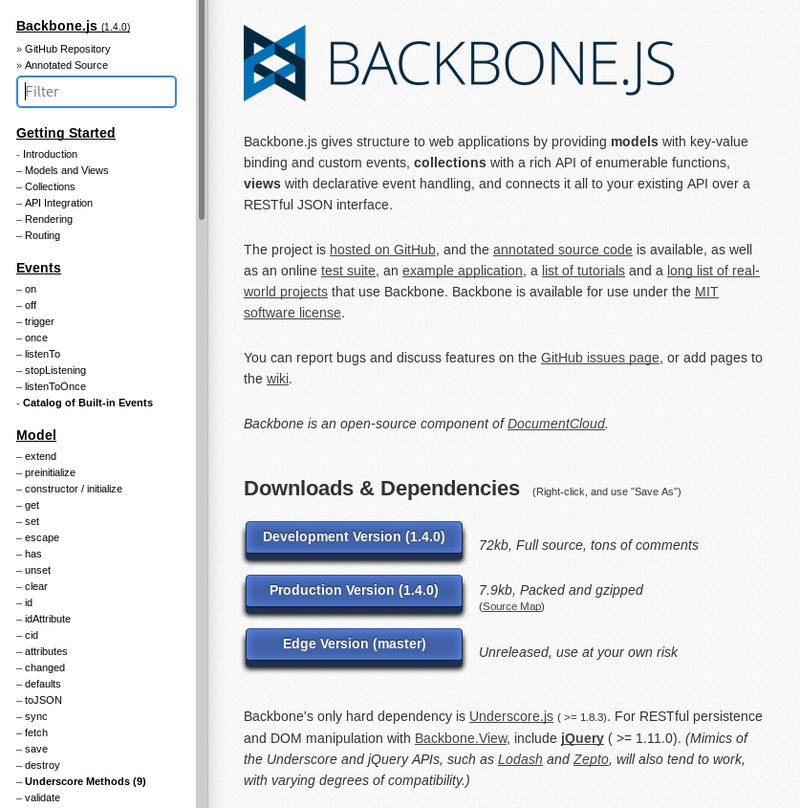 Backbone.js (1.4.0)
» GitHub Repository
» Annotated Source
Filter
Getting Started
- Introduction
– Models and Views
– Collections
– API Integration
– Rendering
– Routing
Events
– on
– off
– trigger
– once
– listenTo
– stopListening
– listenToOnce
- Catalog of Built-in Events
Model
– extend
– preinitialize
– constructor / initialize
– get
– set
– escape
– has
– unset
– clear
– id
– idAttribute
– cid
– attributes
– changed
– defaults
– toJSON
– sync
– fetch
– save
– destroy
– Underscore Methods (9)
– validate
BACKBONE.JS
Backbone.js gives structure to web applications by providing models with key-value
binding and custom events, collections with a rich API of enumerable functions,
views with declarative event handling, and connects it all to your existing API over a
RESTful JSON interface.
The project is hosted on GitHub, and the annotated source code is available, as well
as an online test suite, an example application, a list of tutorials and a long list of real-
world projects that use Backbone. Backbone is available for use under the MIT
software license.
You can report bugs and discuss features on the GitHub issues page, or add pages to
the wiki.
Backbone is an open-source component of DocumentCloud.
Downloads & Dependencies (Right-click, and use "Save As")
Development Version (1.4.0) 72kb, Full source, tons of comments
Production Version (1.4.0) 7.9kb, Packed and gzipped
(Source Map)
Edge Version (master) Unreleased, use at your own risk
Backbone's only hard dependency is Underscore.js ( >= 1.8.3). For RESTful persistence
and DOM manipulation with Backbone.View, include jQuery ( >= 1.11.0). (Mimics of
the Underscore and jQuery APIs, such as Lodash and Zepto, will also tend to work,
with varying degrees of compatibility.)